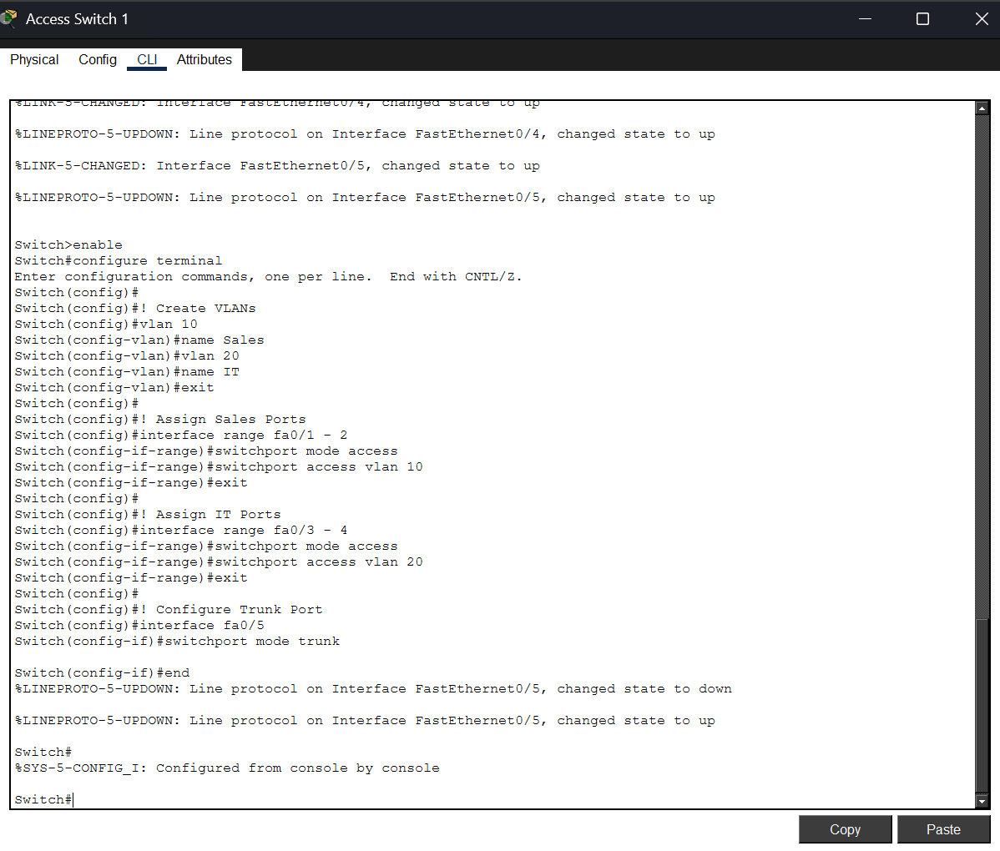 Access Switch 1
Physical Config CLI Attributes
%LINK-5-CHANGED: Interface FastEthernet0/4, changed state to up
%LINEPROTO-5-UPDOWN: Line protocol on Interface FastEthernet0/4, changed state to up
%LINK-5-CHANGED: Interface FastEthernet0/5, changed state to up
%LINEPROTO-5-UPDOWN: Line protocol on Interface FastEthernet0/5, changed state to up
Switch>enable
Switch#configure terminal
Enter configuration commands, one per line.  End with CNTL/Z.
Switch(config)#
Switch(config)#! Create VLANs
Switch(config)#vlan 10
Switch(config-vlan)#name Sales
Switch(config-vlan)#vlan 20
Switch(config-vlan)#name IT
Switch(config-vlan)#exit
Switch(config)#
Switch(config)#! Assign Sales Ports
Switch(config)#interface range fa0/1 - 2
Switch(config-if-range)#switchport mode access
Switch(config-if-range)#switchport access vlan 10
Switch(config-if-range)#exit
Switch(config)#
Switch(config)#! Assign IT Ports
Switch(config)#interface range fa0/3 - 4
Switch(config-if-range)#switchport mode access
Switch(config-if-range)#switchport access vlan 20
Switch(config-if-range)#exit
Switch(config)#
Switch(config)#! Configure Trunk Port
Switch(config)#interface fa0/5
Switch(config-if)#switchport mode trunk
Switch(config-if)#end
%LINEPROTO-5-UPDOWN: Line protocol on Interface FastEthernet0/5, changed state to down
%LINEPROTO-5-UPDOWN: Line protocol on Interface FastEthernet0/5, changed state to up
Switch#
%SYS-5-CONFIG_I: Configured from console by console
Switch#
Copy Paste